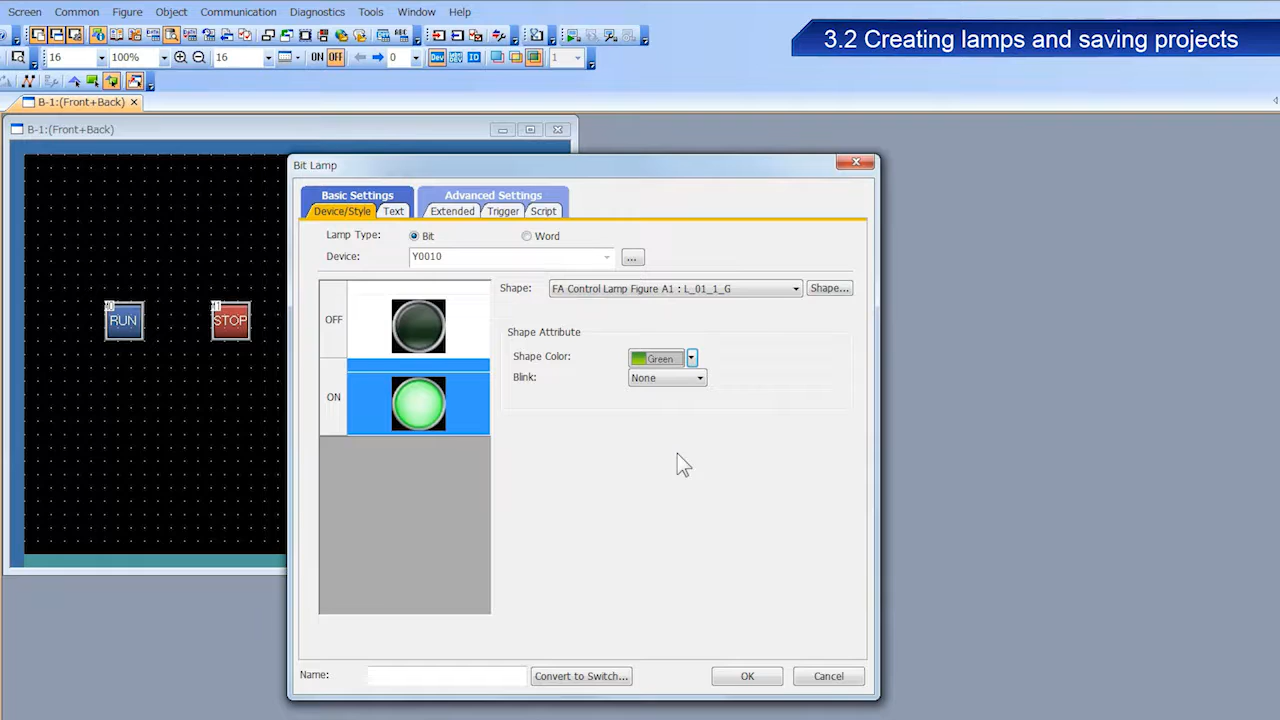 Screen Common Figure Object Communication Diagnostics Tools Window Help
3.2 Creating lamps and saving projects
16 100% 16 ON OFF 0 Dev ID 1
B-1:(Front+Back)
B-1:(Front+Back)
RUN STOP
Bit Lamp
Basic Settings Advanced Settings
Device/Style Text Extended Trigger Script
Lamp Type: Bit Word
Device: Y0010 ...
Shape: FA Control Lamp Figure A1 : L_01_1_G Shape...
OFF
Shape Attribute
Shape Color: Green
Blink: None
ON
Name: Convert to Switch... OK Cancel